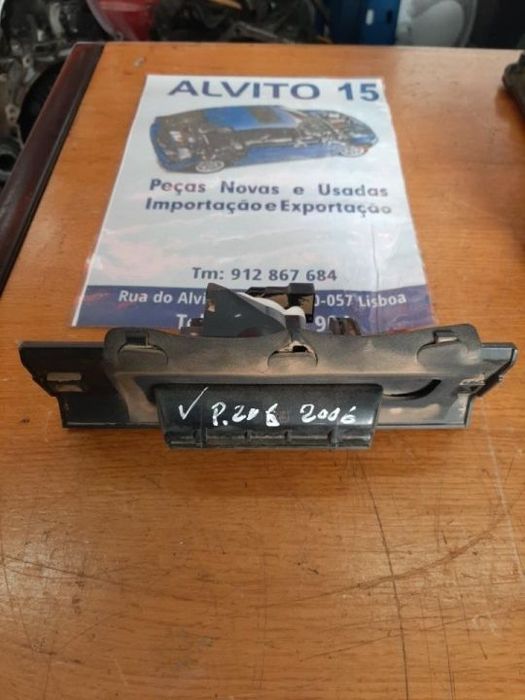 ALVITO 15
Peças Novas e Usadas
Importação e Exportação
Tm: 912 867 684
Rua do Alvi 0-057 Lisboa
V P.206 2006